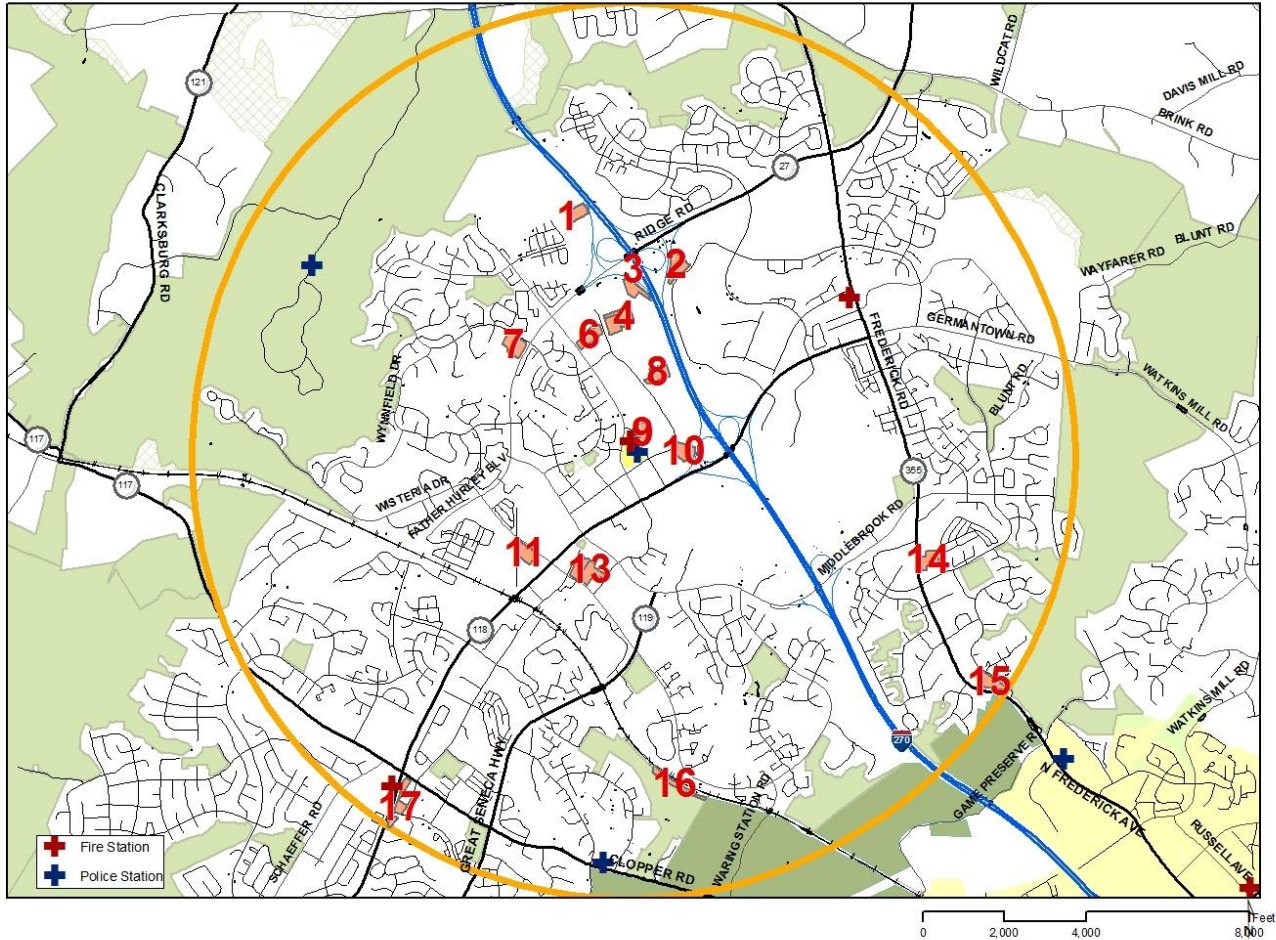 WILDCAT RD
DAVIS MILL RD
121
BRINK RD
27
CLARKSBURG RD
1
RIDGE RD
BLUNT RD
WAYFARER RD
2
3
4
6
7
8
FREDERICK RD
GERMANTOWN RD
BLUNT RD
WATKINS MILL RD
WYNNFIELD DR
117
9
10
117
355
WISTERIA DR
FATHER HURLEY BLV
MIDDLEBROOK RD
11
13
14
118
119
15
WATKINS MILL RD
270
GAME PRESERVE RD
N FREDERICK AVE
16
17
GREAT SENECA HWY
SCHAEFFER RD
WARING STATION RD
RUSSELL AVE
CLOPPER RD
Fire Station
Police Station
Feet
0 2,000 4,000 8,000